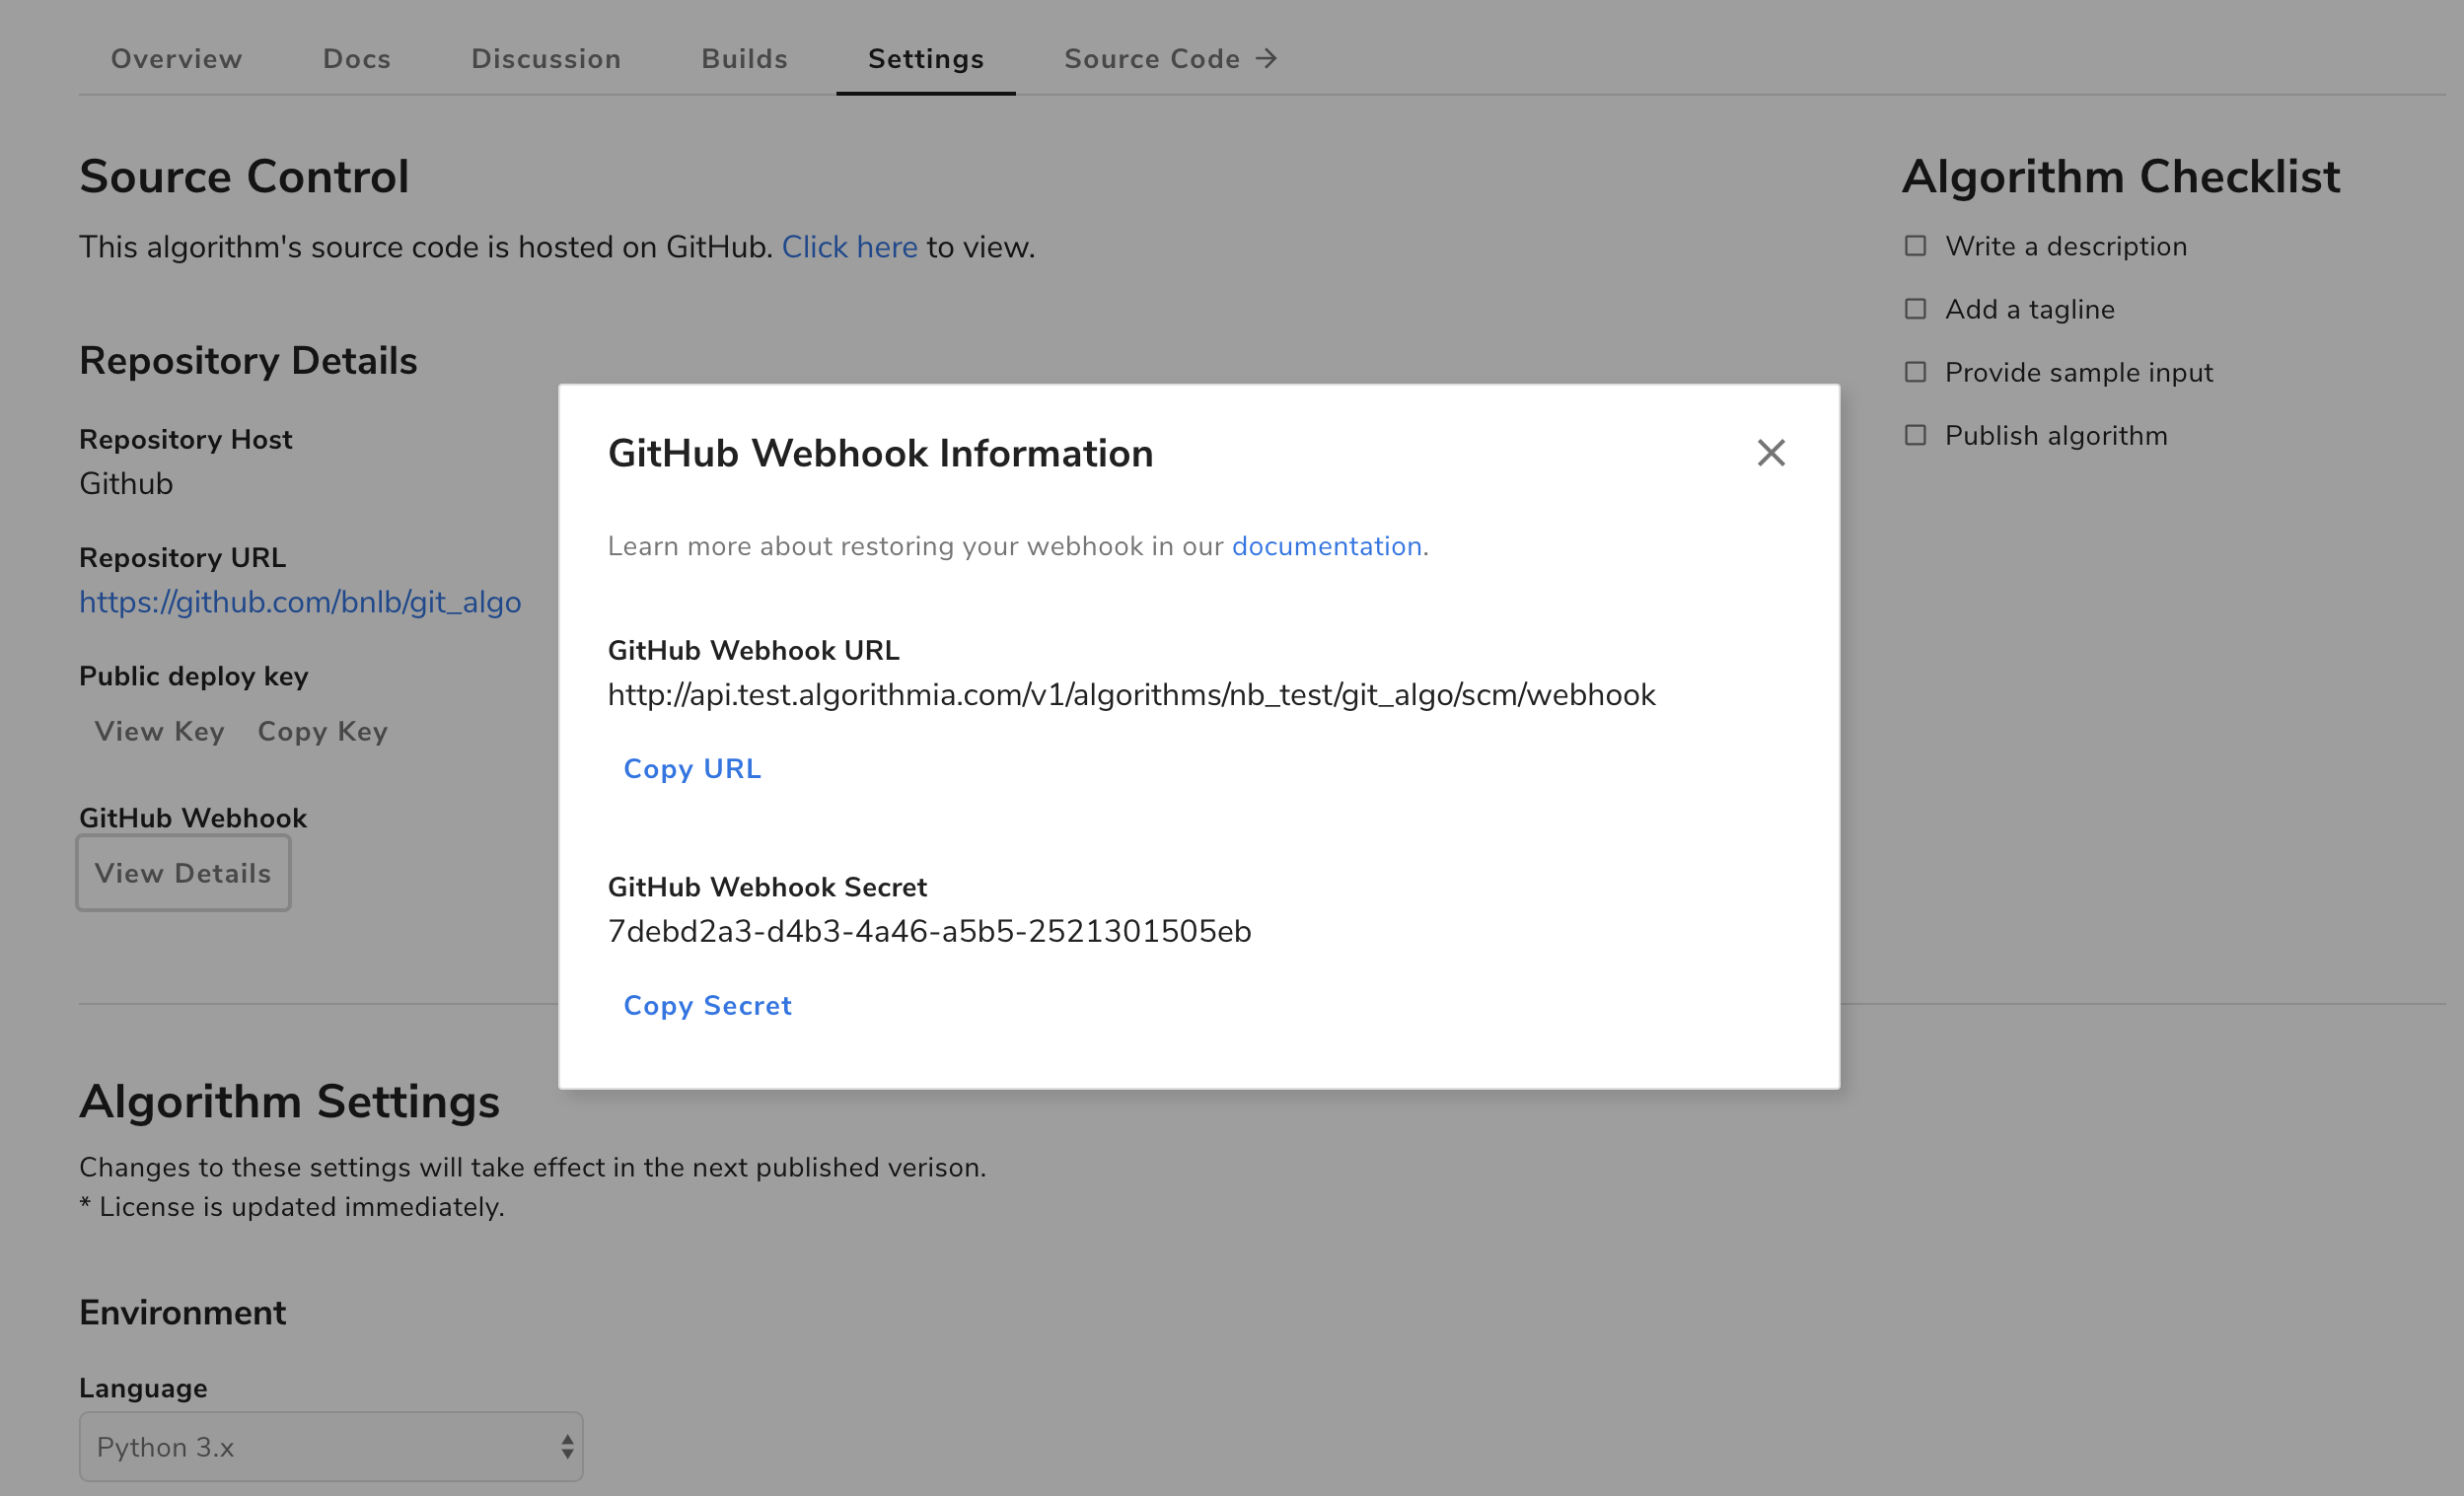 Overview Docs Discussion Builds Settings Source Code →
Source Control
This algorithm's source code is hosted on GitHub. Click here to view.
Repository Details
Repository Host
Github
Repository URL
https://github.com/bnlb/git_algo
Public deploy key
View Key Copy Key
GitHub Webhook
View Details
Algorithm Checklist
Write a description
Add a tagline
Provide sample input
Publish algorithm
GitHub Webhook Information
Learn more about restoring your webhook in our documentation.
GitHub Webhook URL
http://api.test.algorithmia.com/v1/algorithms/nb_test/git_algo/scm/webhook
Copy URL
GitHub Webhook Secret
7debd2a3-d4b3-4a46-a5b5-2521301505eb
Copy Secret
Algorithm Settings
Changes to these settings will take effect in the next published verison.
* License is updated immediately.
Environment
Language
Python 3.x